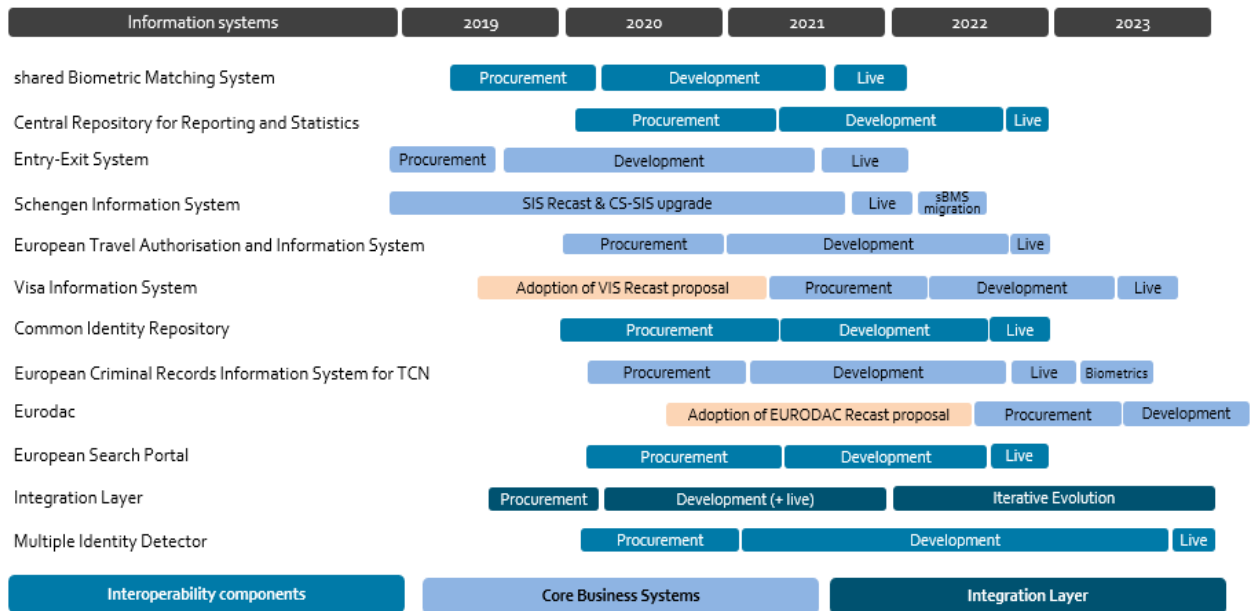 Information systems 2019 2020 2021 2022 2023
shared Biometric Matching System Procurement Development Live
Central Repository for Reporting and Statistics Procurement Development Live
Entry-Exit System Procurement Development Live
Schengen Information System SIS Recast & CS-SIS upgrade Live sBMS
migration
European Travel Authorisation and Information System Procurement Development Live
Visa Information System Adoption of VIS Recast proposal Procurement Development Live
Common Identity Repository Procurement Development Live
European Criminal Records Information System for TCN Procurement Development Live Biometrics
Eurodac Adoption of EURODAC Recast proposal Procurement Development
European Search Portal Procurement Development Live
Integration Layer Procurement Development (+ live) Iterative Evolution
Multiple Identity Detector Procurement Development Live
Interoperability components Core Business Systems Integration Layer